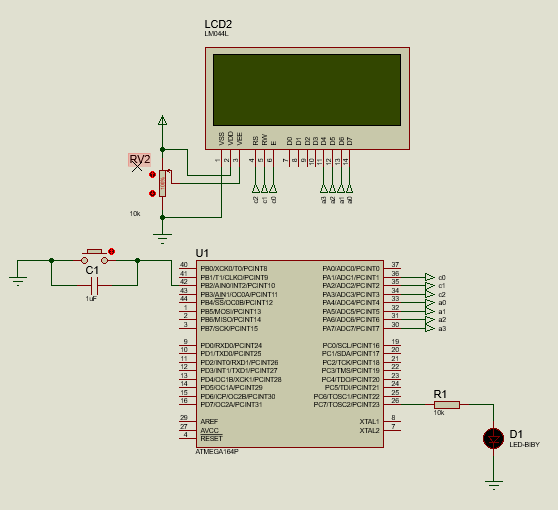 LCD2
LM044L
VSS VDD VEE RS RW E D0 D1 D2 D3 D4 D5 D6 D7
1 2 3 4 5 6 7 8 9 10 11 12 13 14
c2 c1 c0 a3 a2 a1 a0
RV2
10k
C1
1uF
U1
40 PB0/XCK0/T0/PCINT8 PA0/ADC0/PCINT0 37
41 PB1/T1/CLKO/PCINT9 PA1/ADC1/PCINT1 36 c0
42 PB2/AIN0/INT2/PCINT10 PA2/ADC2/PCINT2 35 c1
43 PB3/AIN1/OC0A/PCINT11 PA3/ADC3/PCINT3 34 c2
44 PB4/SS/OC0B/PCINT12 PA4/ADC4/PCINT4 33 a0
1 PB5/MOSI/PCINT13 PA5/ADC5/PCINT5 32 a1
2 PB6/MISO/PCINT14 PA6/ADC6/PCINT6 31 a2
3 PB7/SCK/PCINT15 PA7/ADC7/PCINT7 30 a3
9 PD0/RXD0/PCINT24 PC0/SCL/PCINT16 19
10 PD1/TXD0/PCINT25 PC1/SDA/PCINT17 20
11 PD2/INT0/RXD1/PCINT26 PC2/TCK/PCINT18 21
12 PD3/INT1/TXD1/PCINT27 PC3/TMS/PCINT19 22
13 PD4/OC1B/XCK1/PCINT28 PC4/TDO/PCINT20 23
14 PD5/OC1A/PCINT29 PC5/TDI/PCINT21 24
15 PD6/ICP/OC2B/PCINT30 PC6/TOSC1/PCINT22 25
16 PD7/OC2A/PCINT31 PC7/TOSC2/PCINT23 26
29 AREF XTAL1 8
27 AVCC XTAL2 7
4 RESET
ATMEGA164P
R1
10k
D1
LED-BIBY